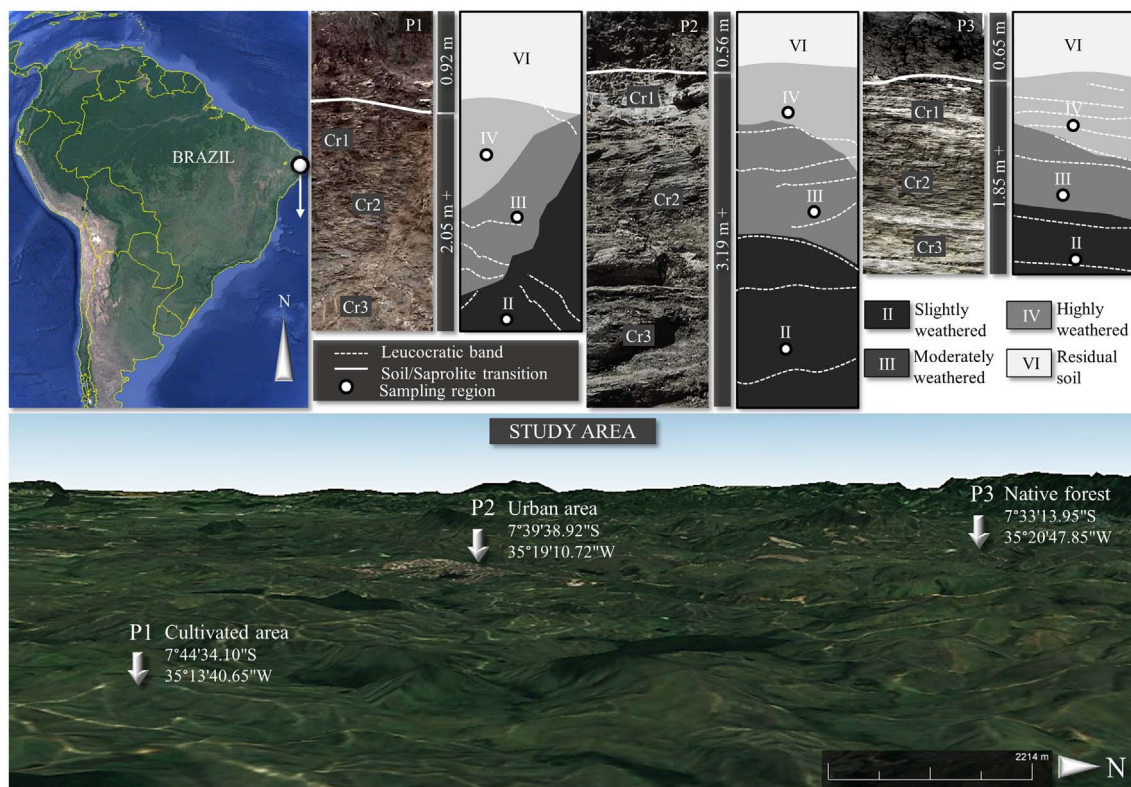 BRAZIL
N
P1
Cr1
Cr2
Cr3
0.92 m
2.05 m +
VI
IV
III
II
P2
Cr1
Cr2
Cr3
0.56 m
3.19 m +
VI
IV
III
II
P3
Cr1
Cr2
Cr3
0.65 m
1.85 m +
VI
IV
III
II
Leucocratic band
Soil/Saprolite transition
Sampling region
II Slightly
weathered
III Moderately
weathered
IV Highly
weathered
VI Residual
soil
STUDY AREA
P1 Cultivated area
7°44'34.10"S
35°13'40.65"W
P2 Urban area
7°39'38.92"S
35°19'10.72"W
P3 Native forest
7°33'13.95"S
35°20'47.85"W
2214 m
N